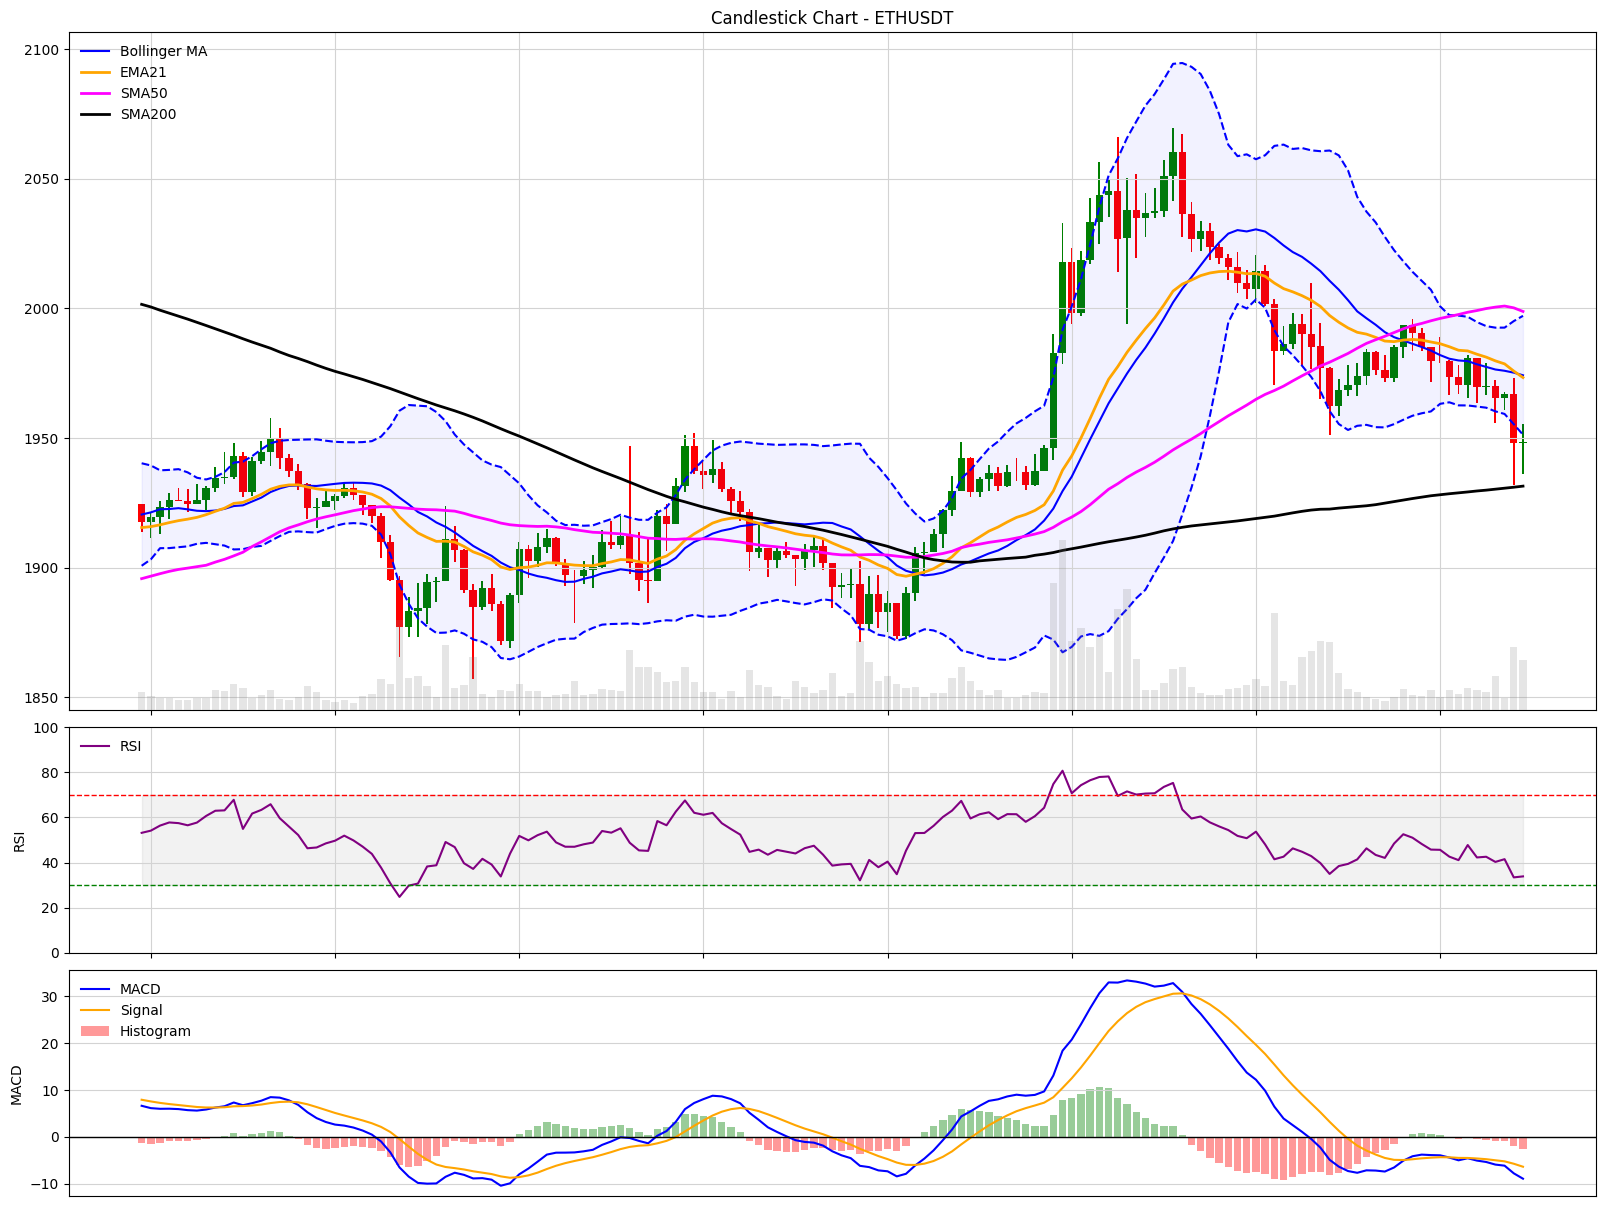 Candlestick Chart - ETHUSDT
Bollinger MA
EMA21
SMA50
SMA200
2100
2050
2000
1950
1900
1850
RSI
RSI
100
80
60
40
20
0
MACD
Signal
Histogram
MACD
30
20
10
0
−10